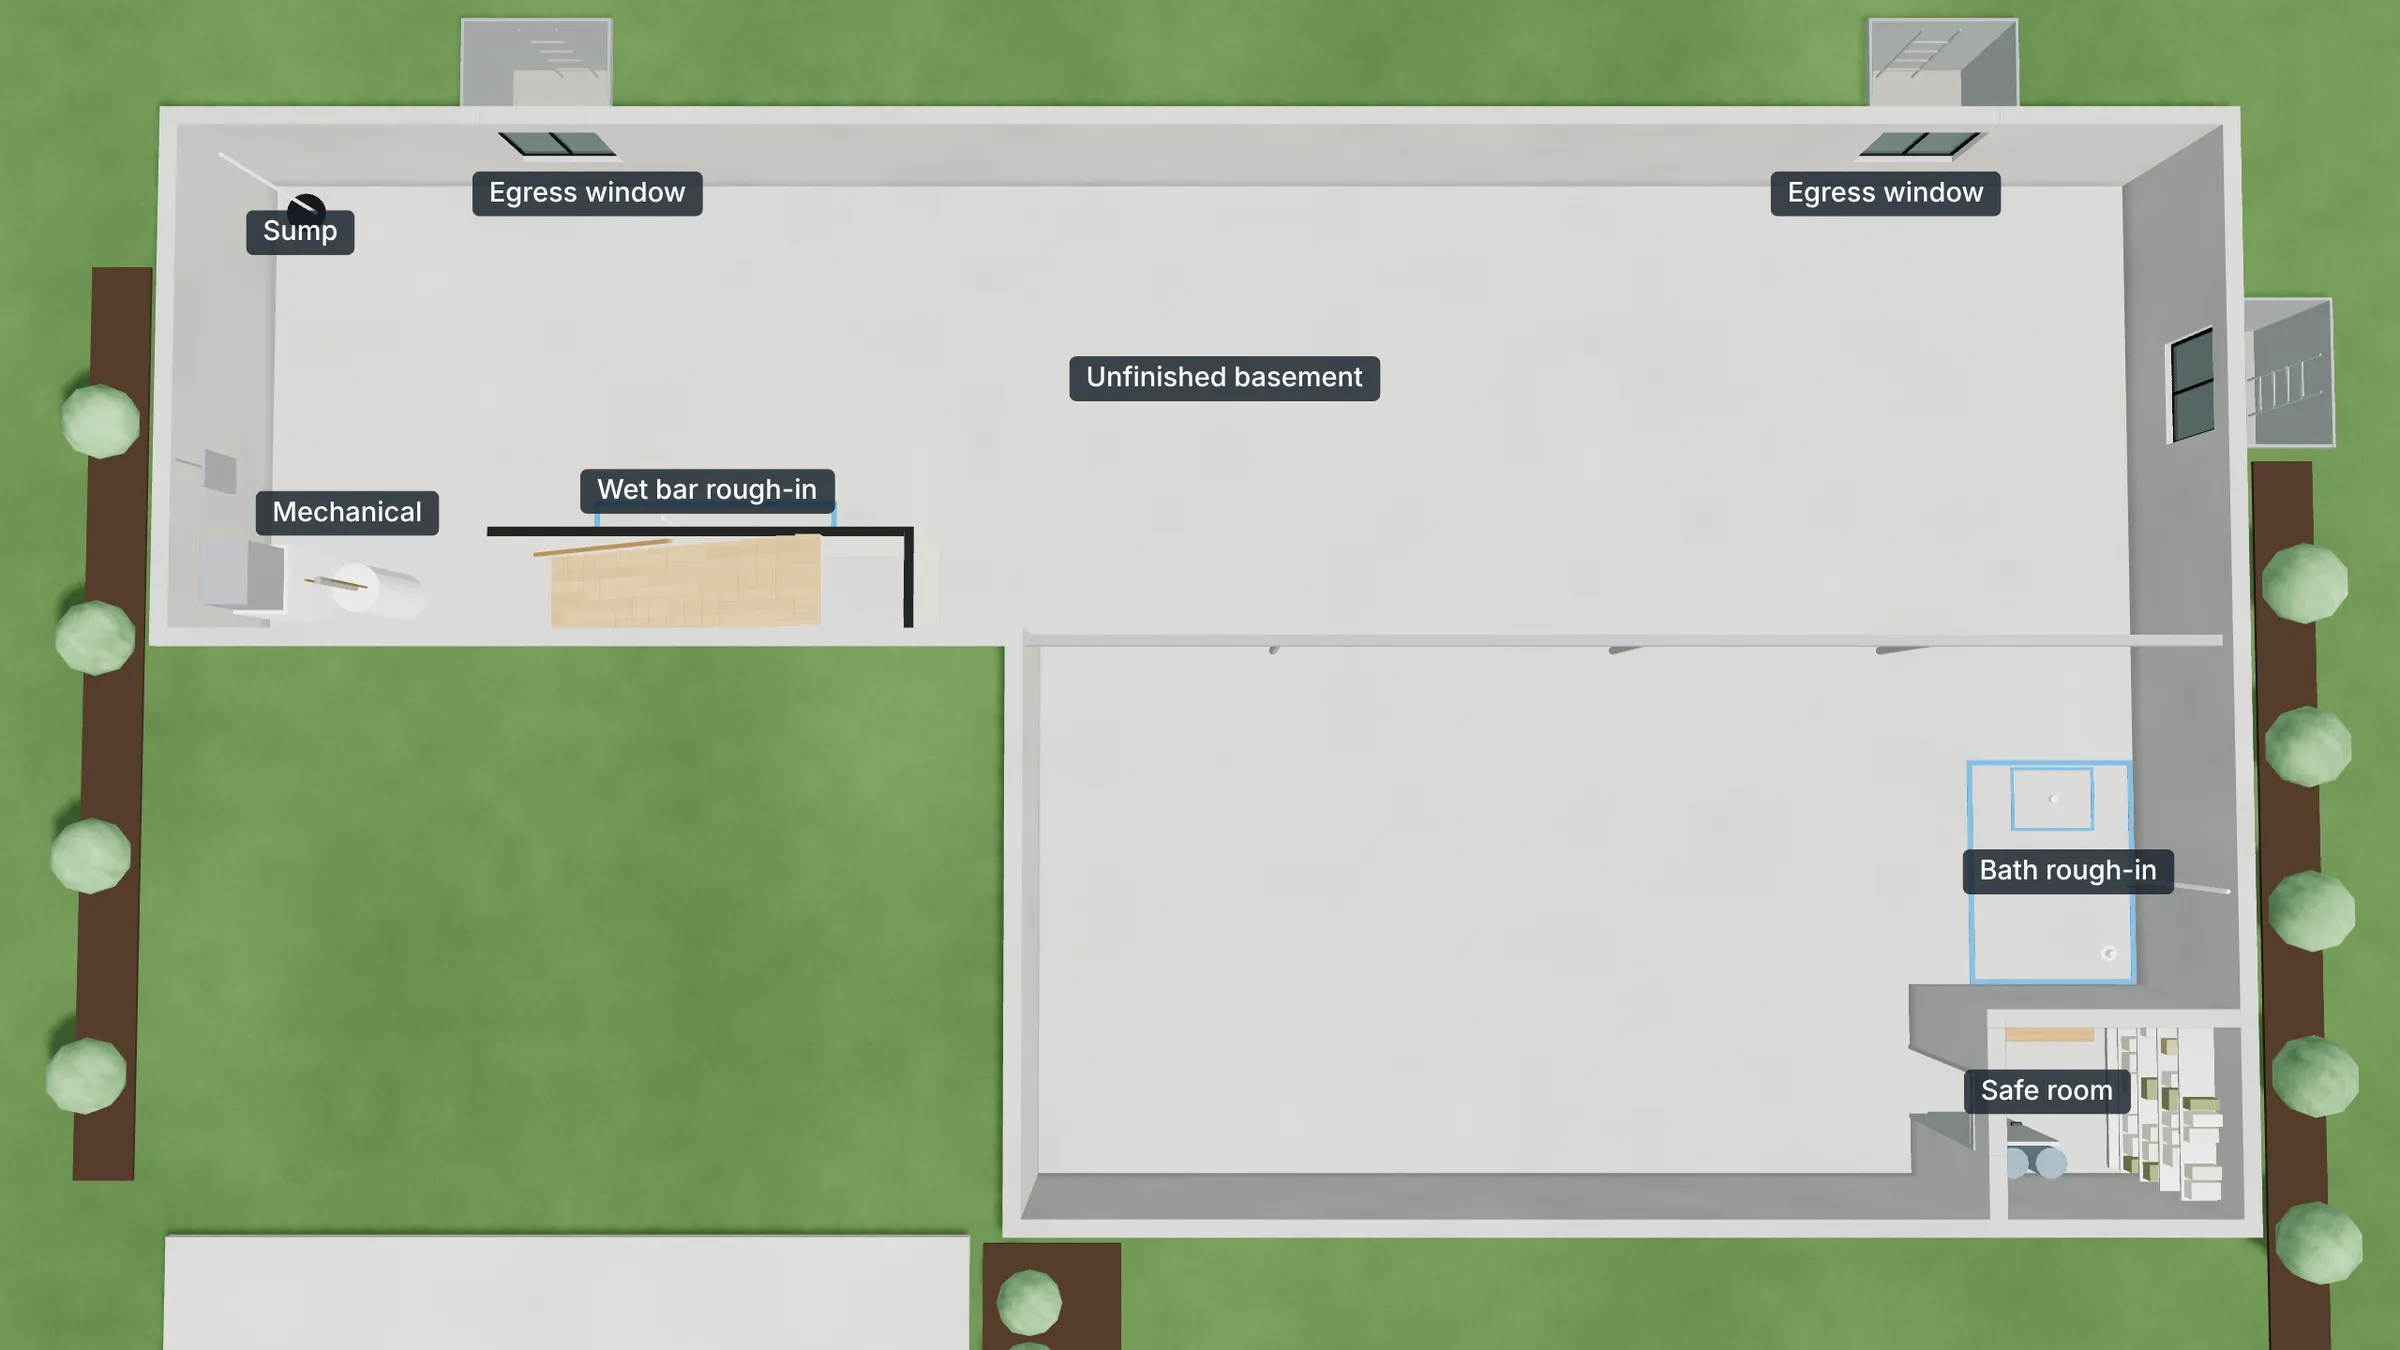 Egress window
Egress window
Sump
Unfinished basement
Wet bar rough-in
Mechanical
Bath rough-in
Safe room